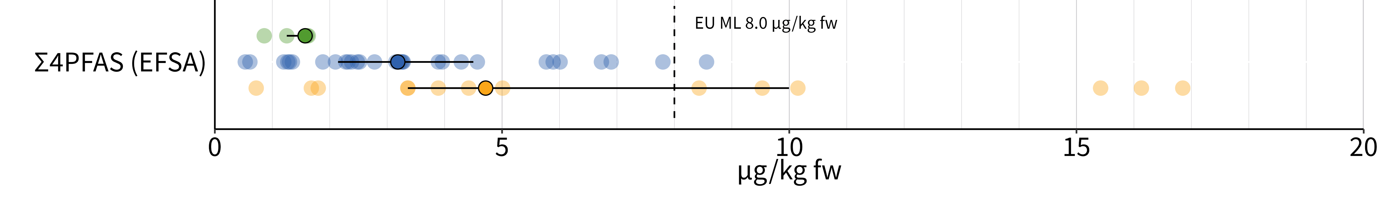 EU ML 8.0 µg/kg fw
Σ4PFAS (EFSA)
0 5 10 15 20
µg/kg fw